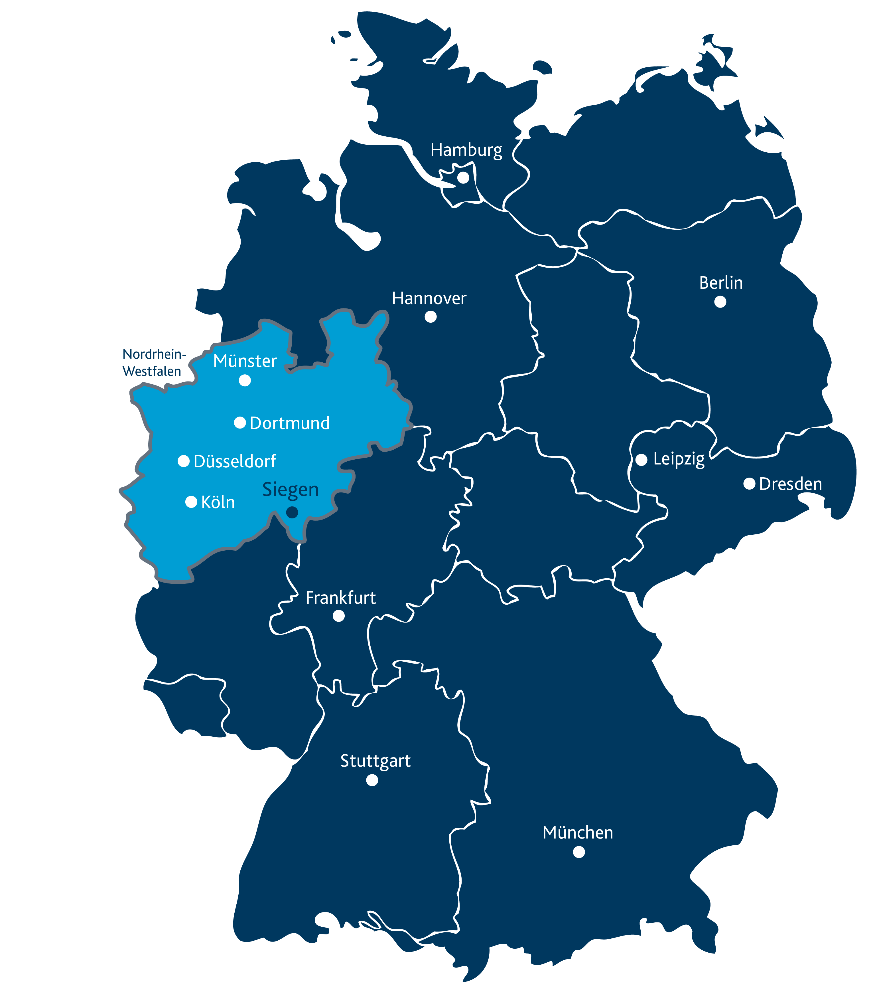 Hamburg
Berlin
Hannover
Nordrhein-
Westfalen
Münster
Dortmund
Düsseldorf
Leipzig
Dresden
Siegen
Köln
Frankfurt
Stuttgart
München